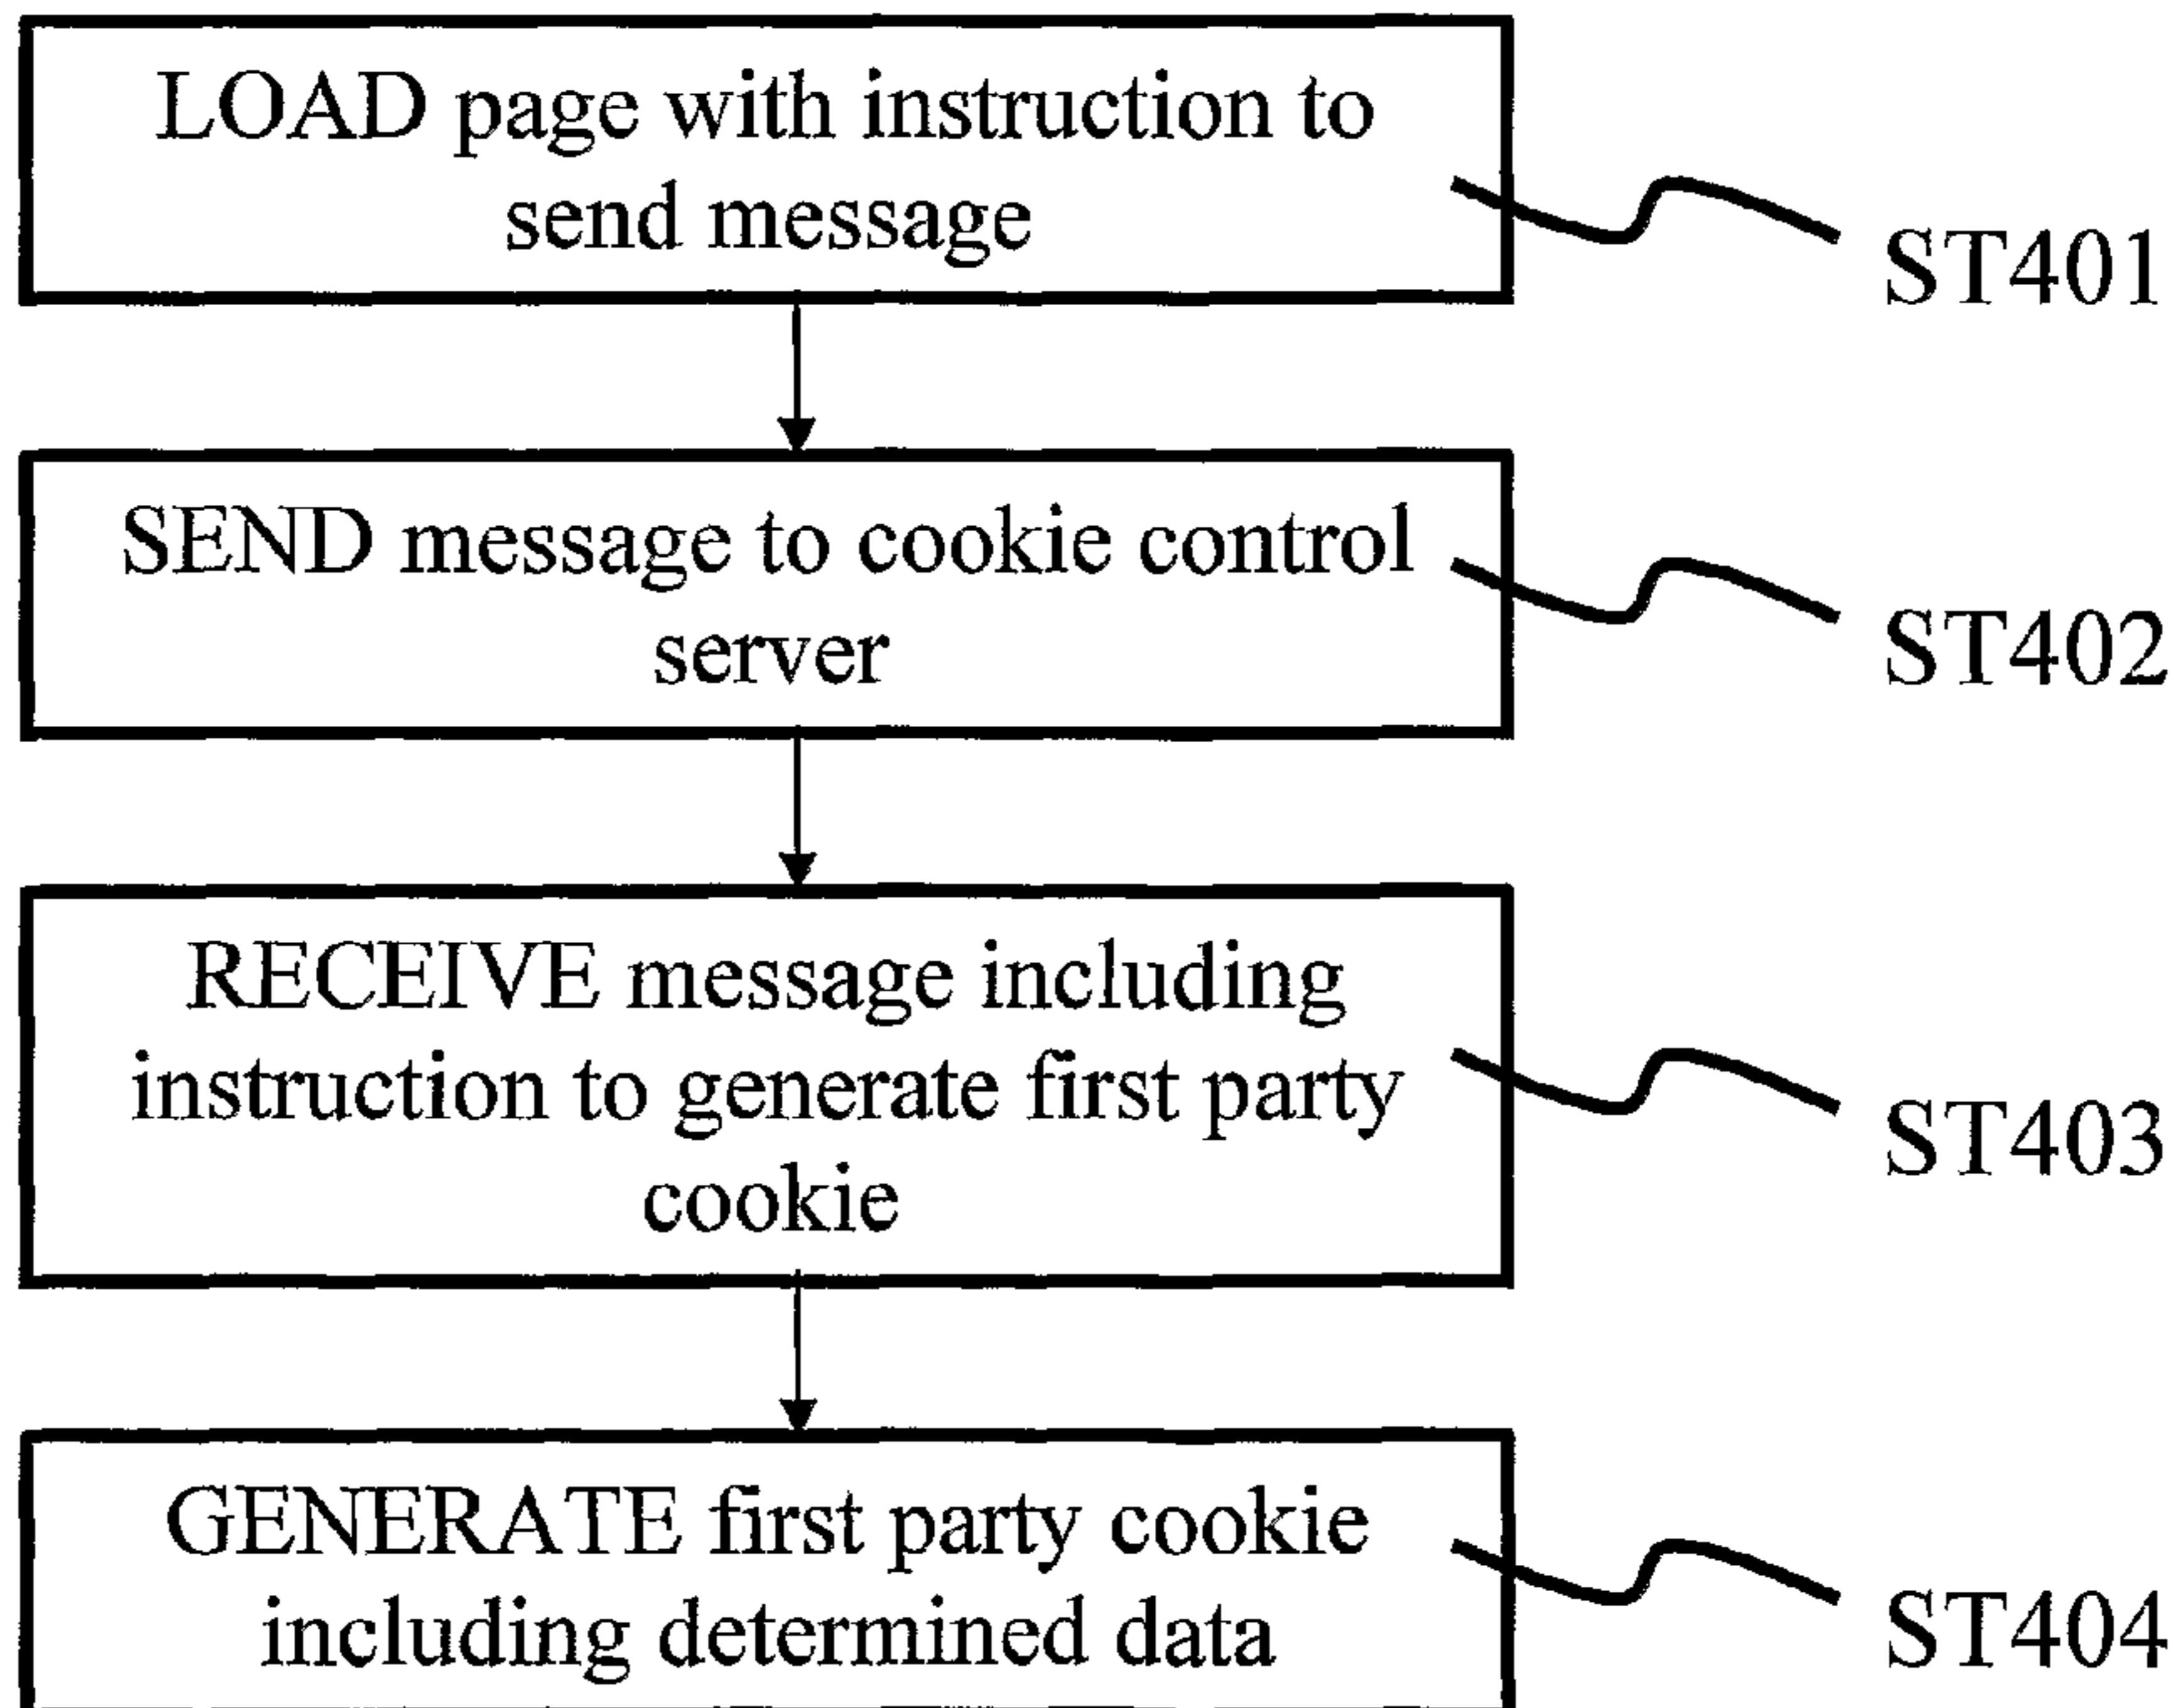 LOAD page with instruction to
send message
ST401
SEND message to cookie control
server
ST402
RECEIVE message including
instruction to generate first party
cookie
ST403
GENERATE first party cookie
including determined data
ST404